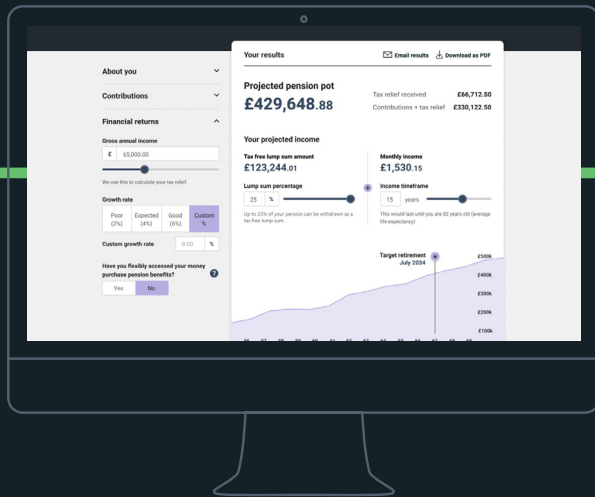 About you
Contributions
Financial returns
Gross annual income
£ 65,000.00
We use this to calculate your tax relief.
Growth rate
Poor (2%)
Expected (4%)
Good (6%)
Custom %
Custom growth rate 0.00 %
Have you flexibly accessed your money
purchase pension benefits? ?
Yes No
Your results
Email results
Download as PDF
Projected pension pot
£429,648.88
Tax relief received £66,712.50
Contributions + tax relief £330,122.50
Your projected income
Tax free lump sum amount
£123,244.01
Lump sum percentage
25 %
Up to 25% of your pension can be withdrawn as a
tax free lump sum.
Monthly income
£1,530.15
Income timeframe
15 years
This would last until you are 82 years old (average
life expectancy)
Target retirement
July 2034
£500k
£400k
£300k
£200k
£100k